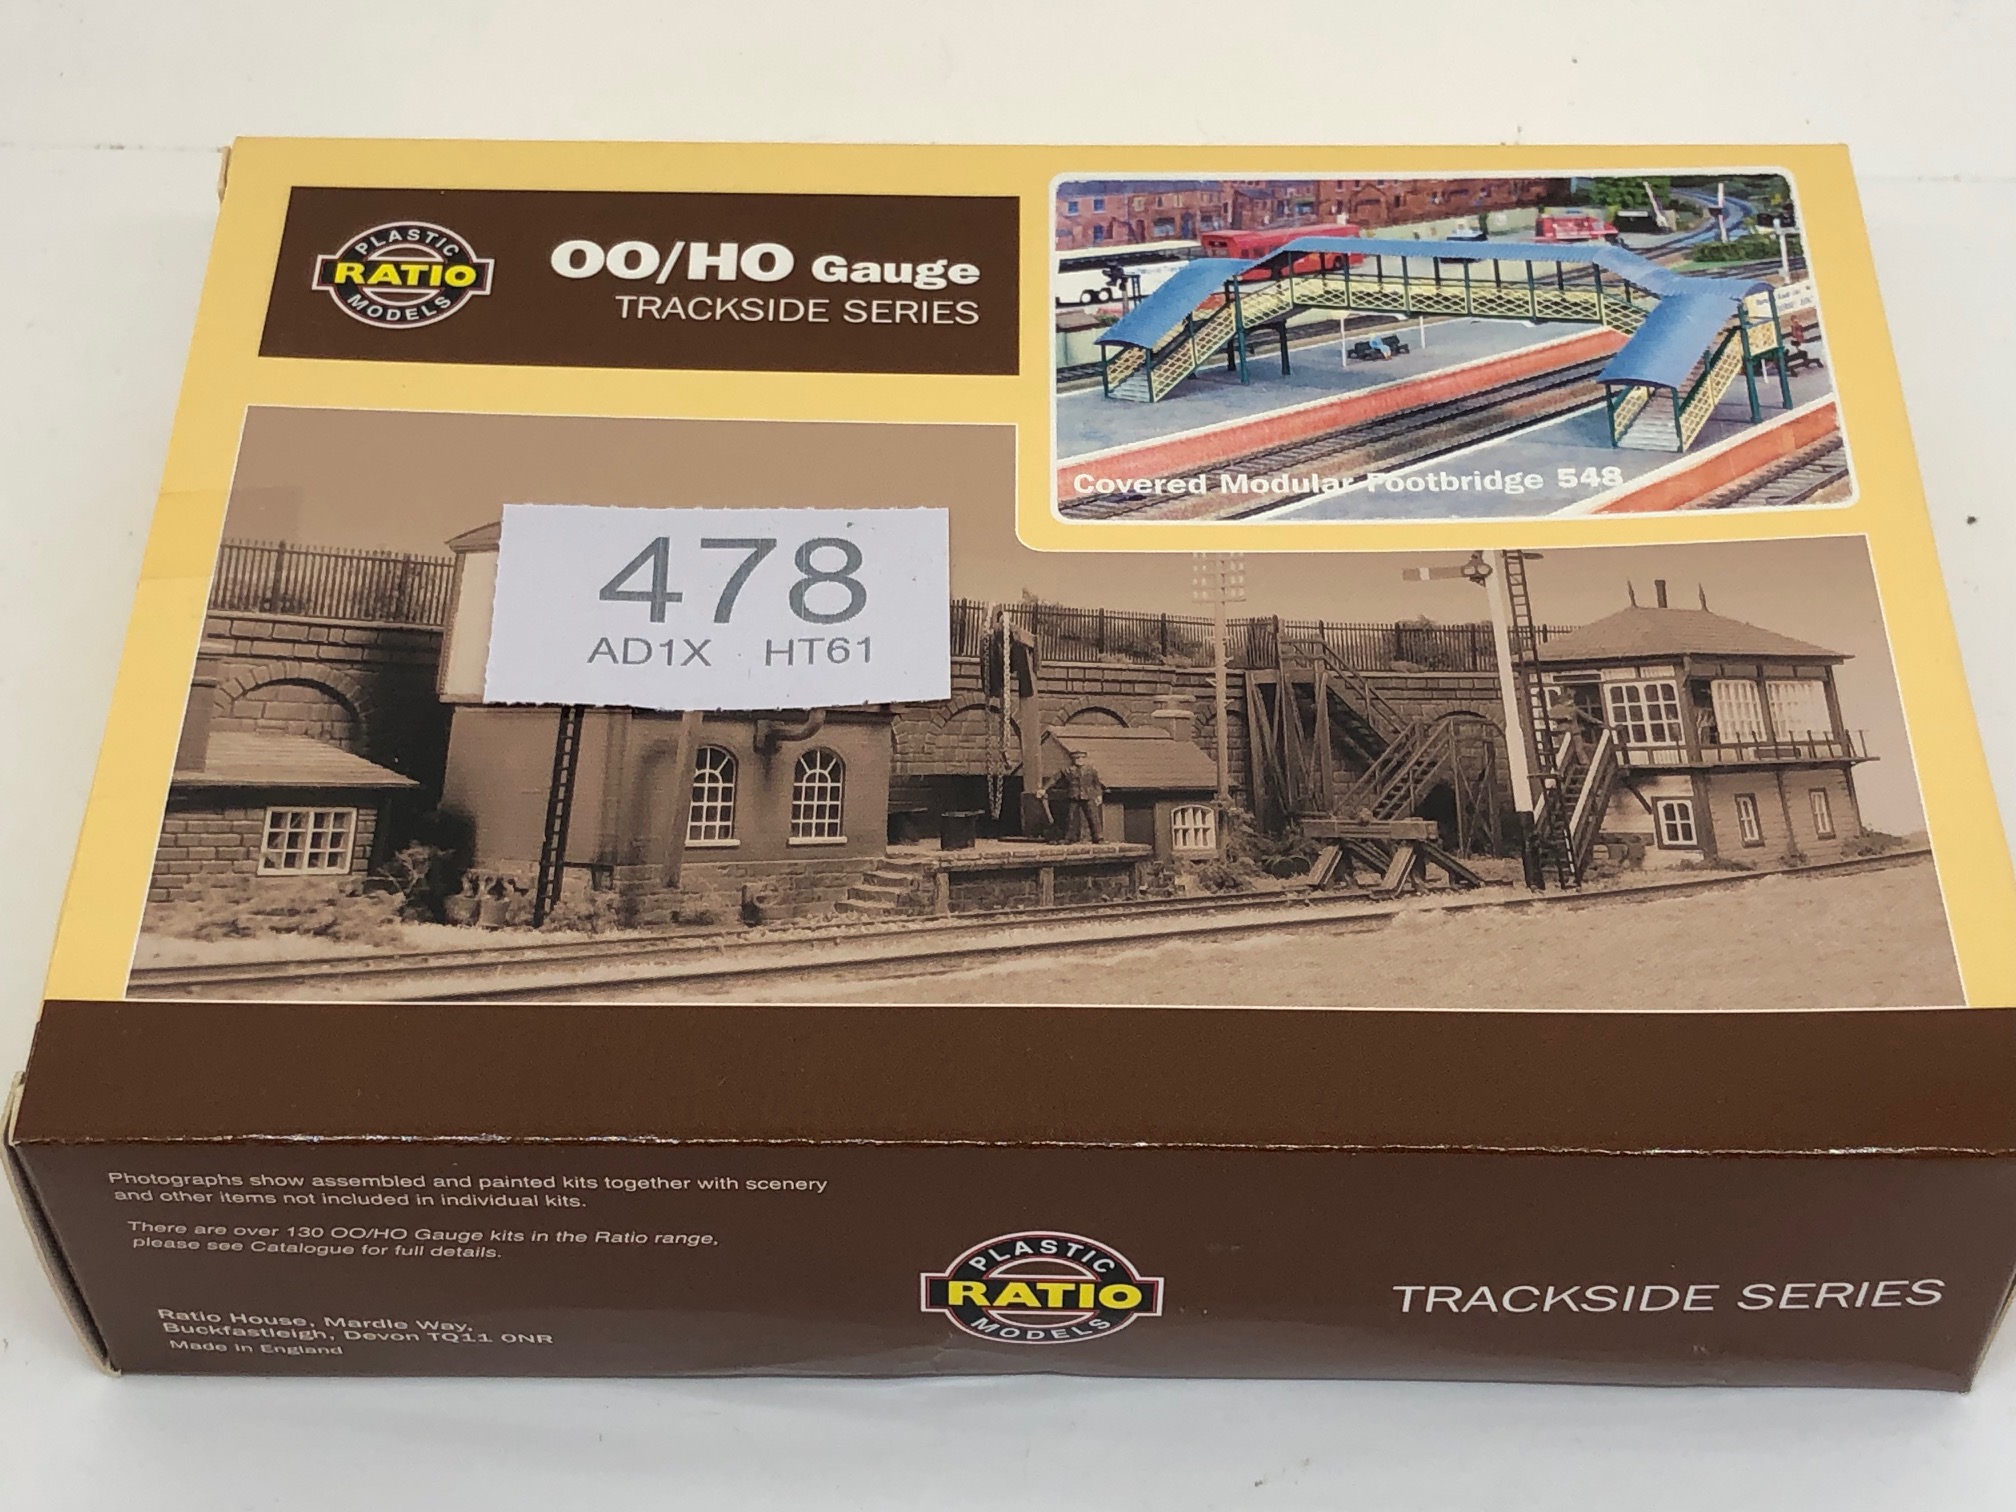 PLASTIC
RATIO
MODELS
OO/HO Gauge
TRACKSIDE SERIES
Covered Modular Footbridge 548
478
AD1X HT61
Photographs show assembled and painted kits together with scenery
and other items not included in individual kits.
There are over 130 OO/HO Gauge kits in the Ratio range,
please see Catalogue for full details.
Ratio House, Mardle Way,
Buckfastleigh, Devon TQ11 0NR
Made in England
PLASTIC
RATIO
MODELS
TRACKSIDE SERIES